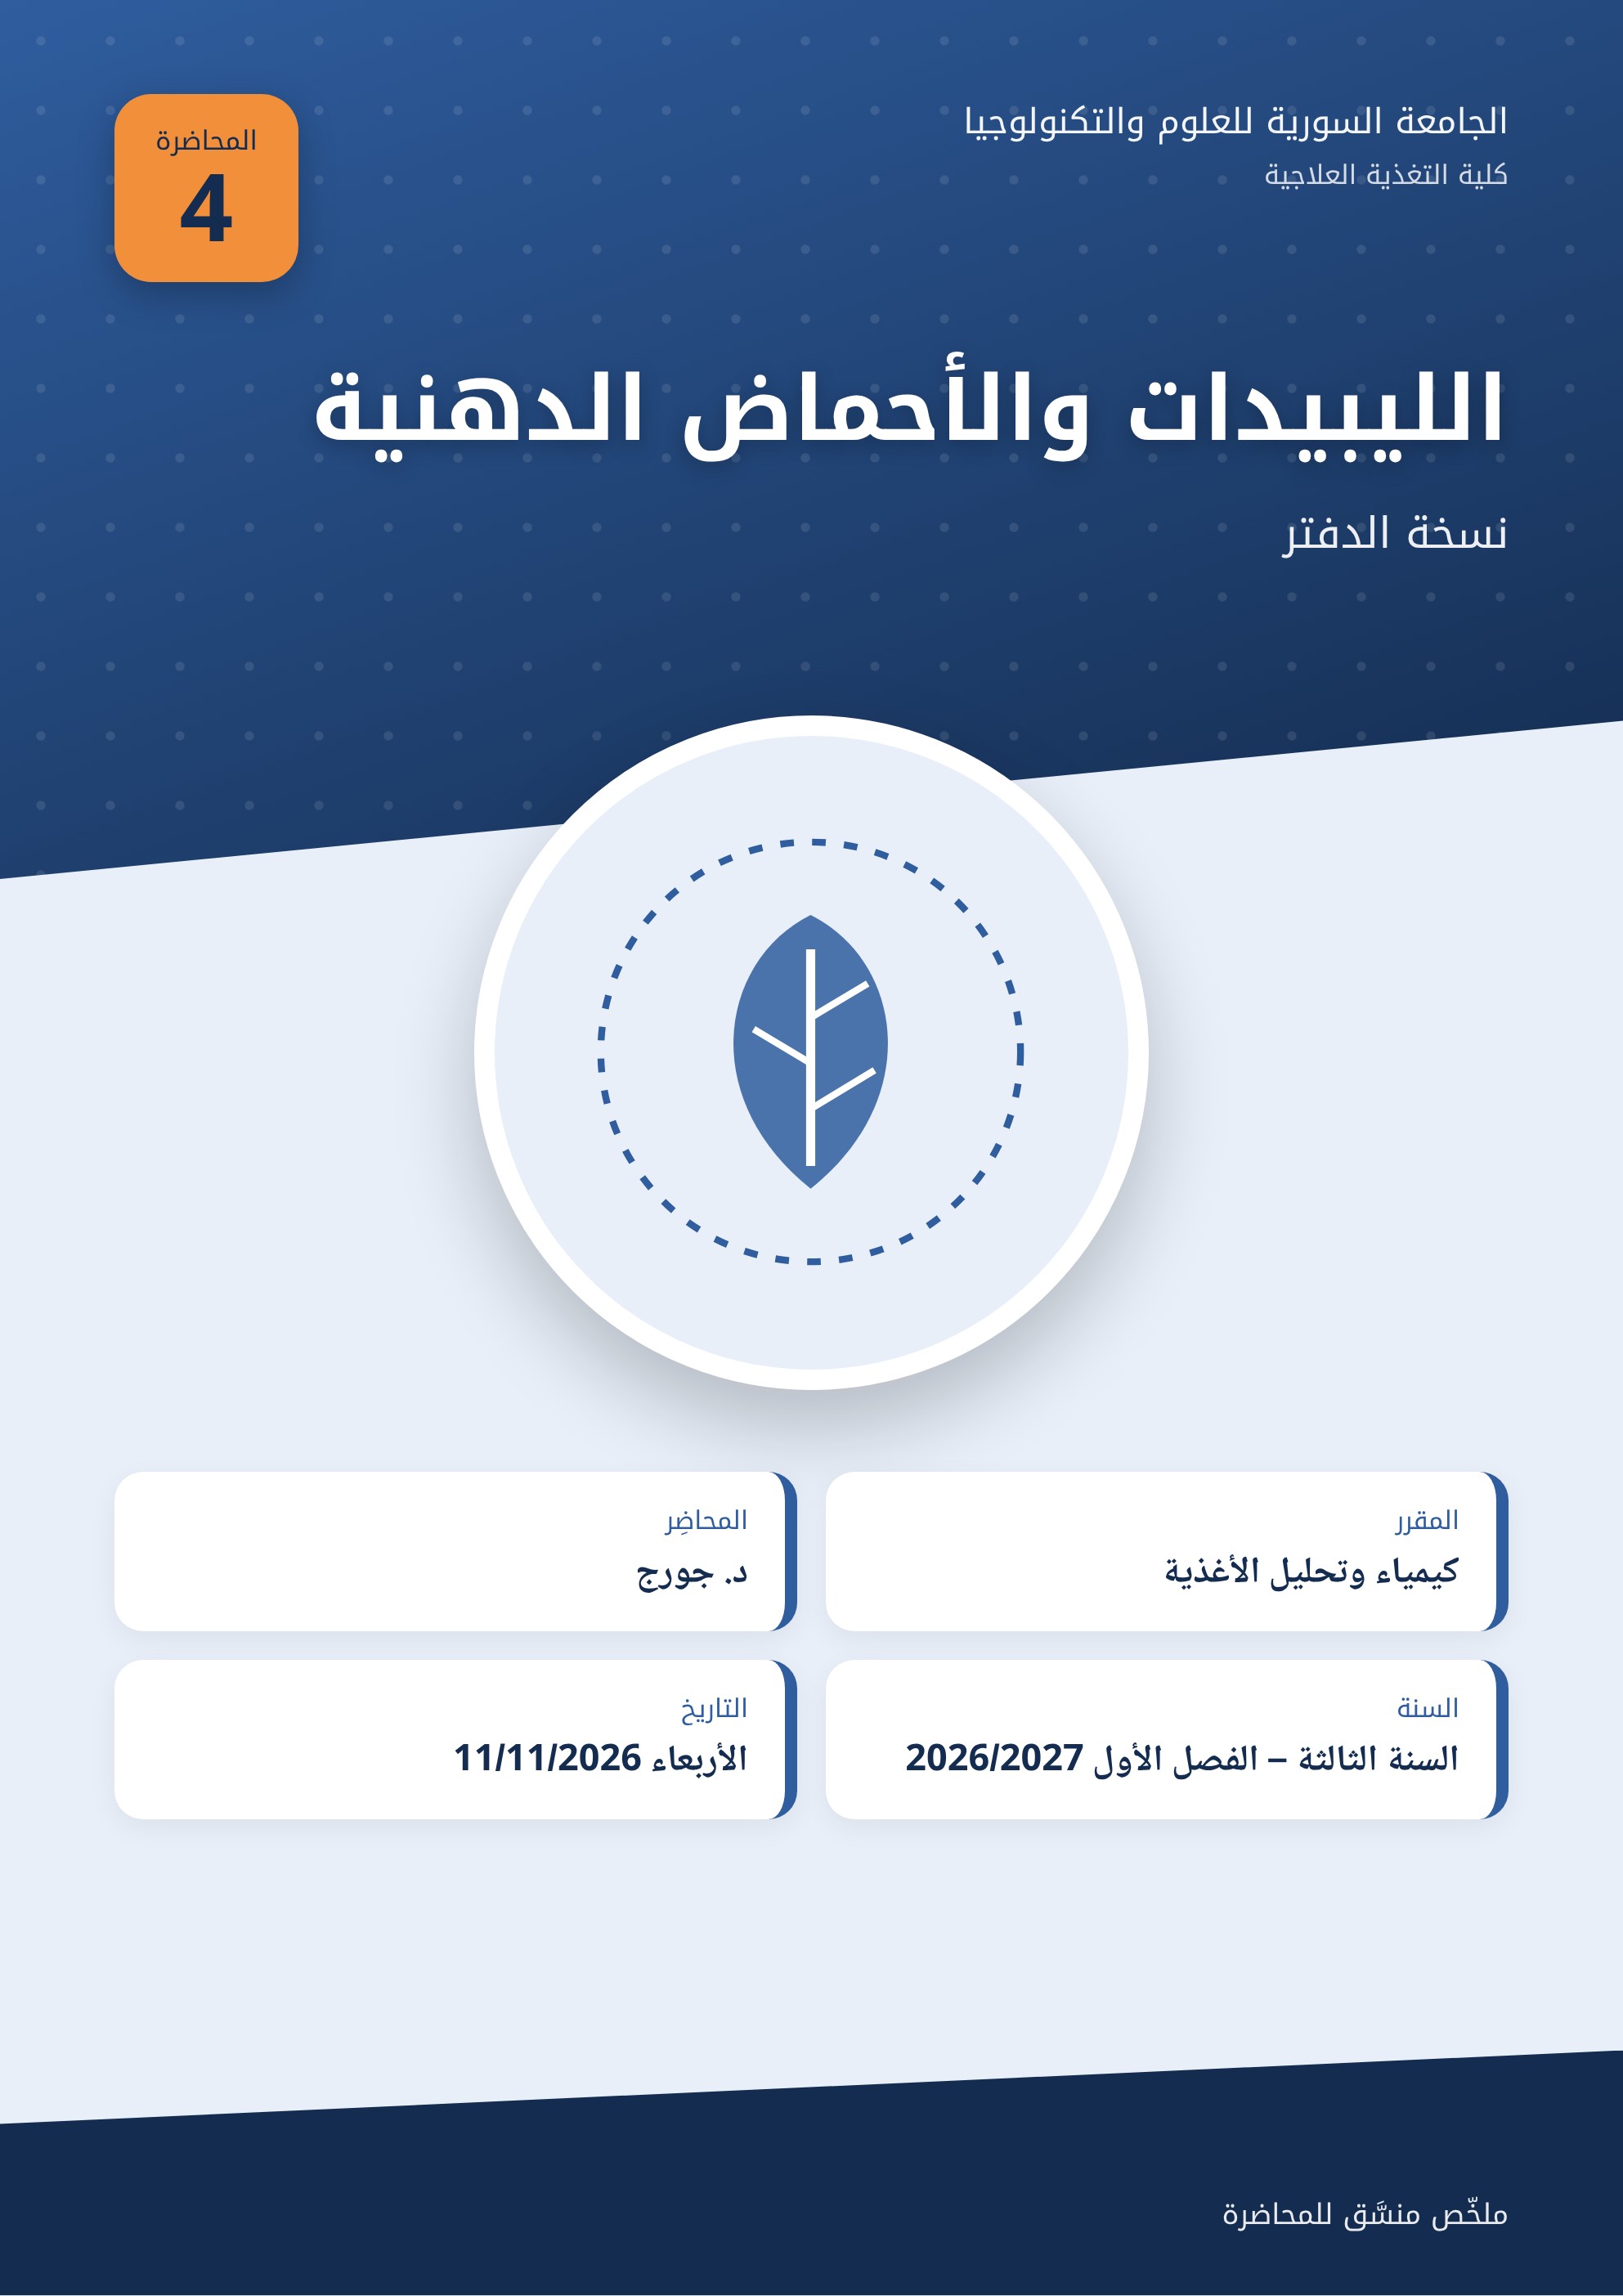 الجامعة السورية للعلوم والتكنولوجيا
كلية التغذية العلاجية
المحاضرة
4
الليبيدات والأحماض الدهنية
نسخة الدفتر
المقرر
كيمياء وتحليل الأغذية
المحاضِر
د. جورج
السنة
السنة الثالثة – الفصل الأول 2026/2027
التاريخ
الأربعاء 11/11/2026
ملخّص منسَّق للمحاضرة